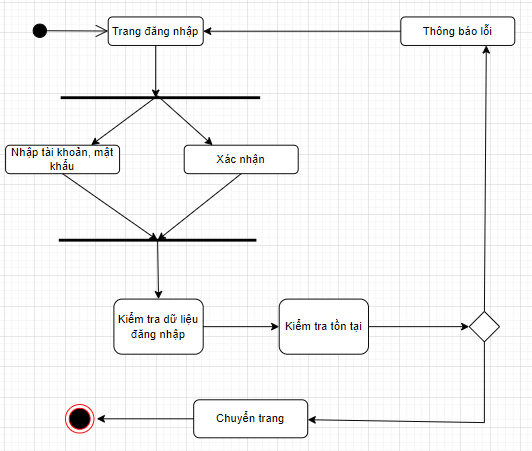 Trang đăng nhập
Thông báo lỗi
Nhập tài khoản, mật
khẩu
Xác nhận
Kiểm tra dữ liệu
đăng nhập
Kiểm tra tồn tại
Chuyển trang